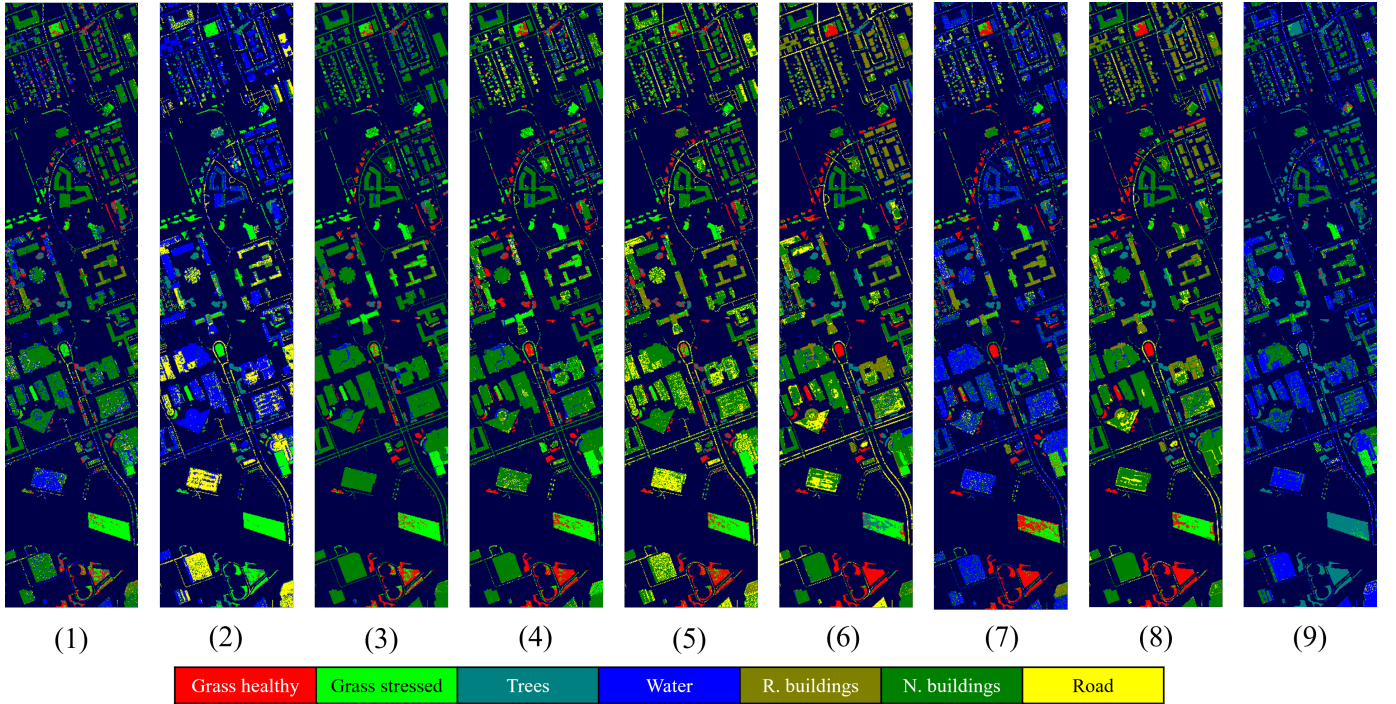 (1) (2) (3) (4) (5) (6) (7) (8) (9)
Grass healthy Grass stressed Trees Water R. buildings N. buildings Road